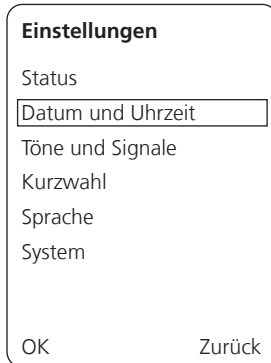 Einstellungen
Status
Datum und Uhrzeit
Töne und Signale
Kurzwahl
Sprache
System
OK Zurück